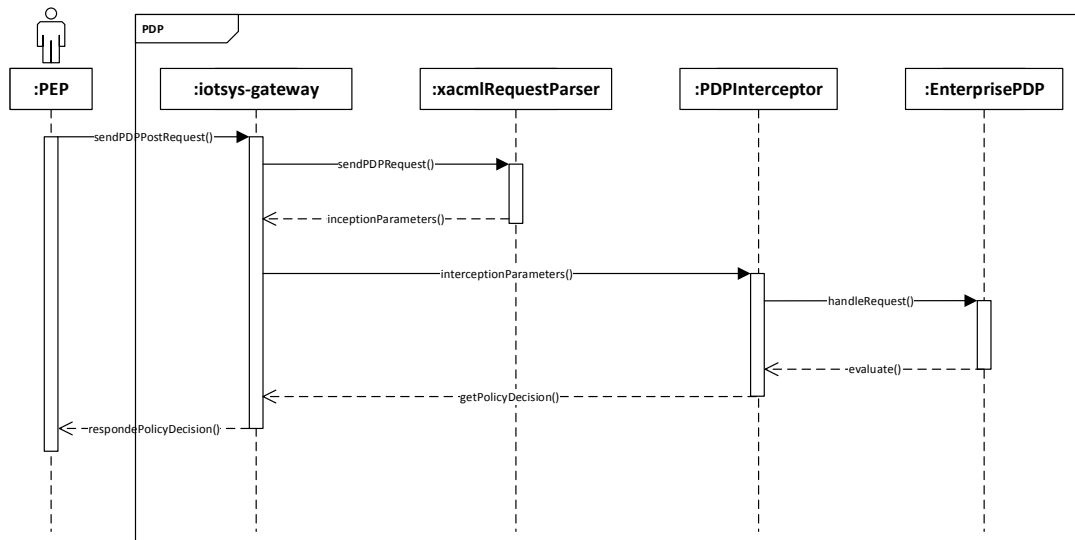 PDP
:PEP
:iotsys-gateway
:xacmlRequestParser
:PDPInterceptor
:EnterprisePDP
sendPDPPostRequest()
sendPDPRequest()
inceptionParameters()
interceptionParameters()
handleRequest()
evaluate()
getPolicyDecision()
respondePolicyDecision()